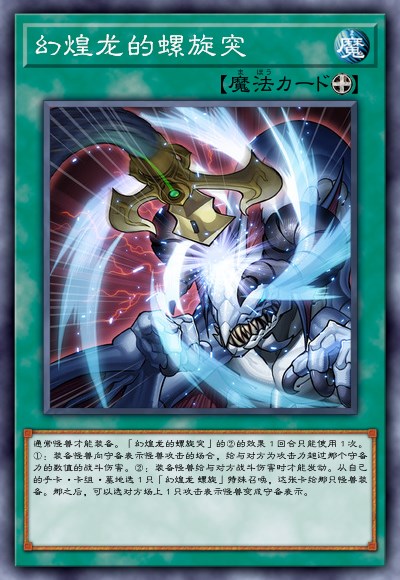 幻煌龙的螺旋突
魔
【魔法カード】
ま ほう
通常怪兽才能装备。「幻煌龙的螺旋突」的②的效果1回合只能使用1次。
①：装备怪兽向守备表示怪兽攻击的场合，给与对方为攻击力超过那个守备
力的数值的战斗伤害。②：装备怪兽给与对方战斗伤害时才能发动。从自己
的手卡·卡组·墓地选1只「幻煌龙 螺旋」特殊召唤，这张卡给那只怪兽装
备。那之后，可以选对方场上1只攻击表示怪兽变成守备表示。